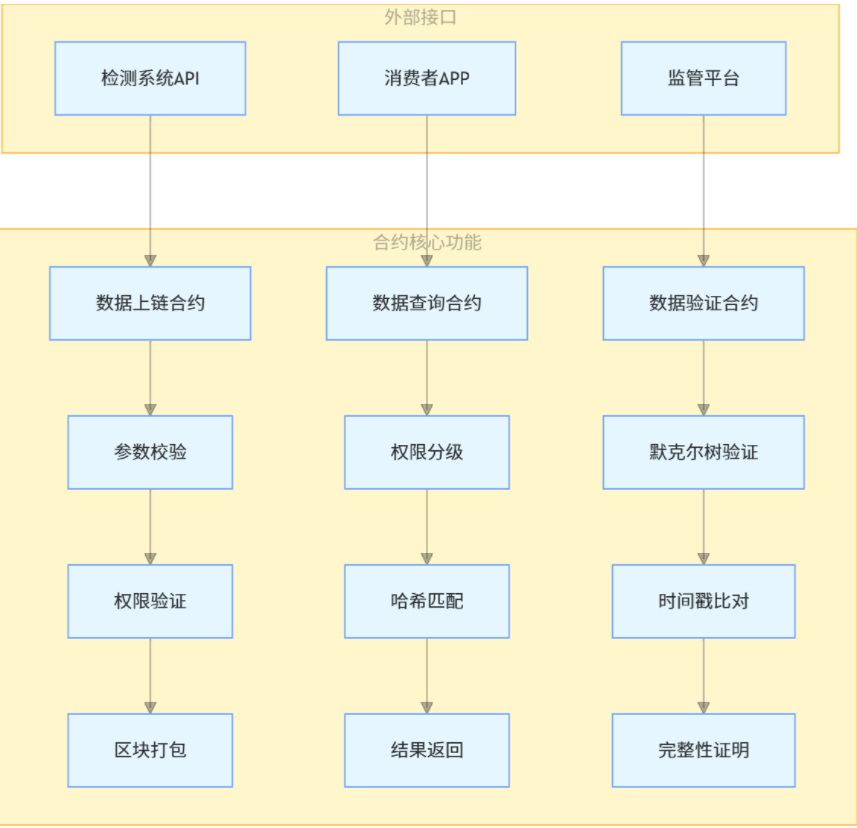 外部接口
检测系统API
消费者APP
监管平台
合约核心功能
数据上链合约
数据查询合约
数据验证合约
参数校验
权限分级
默克尔树验证
权限验证
哈希匹配
时间戳比对
区块打包
结果返回
完整性证明